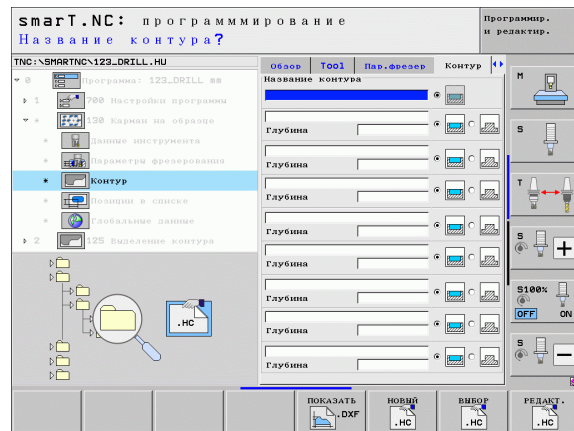 smarT.NC: программмирование
Программир. и редактир.
Название контура?
TNC:\SMARTNC\123_DRILL.HU
0 Программа: 123_DRILL мм
1 700 Настройки программы
* 130 Карман на образце
* Данные инструмента
* Параметры фрезерования
* Контур
* Позиции в списке
* Глобальные данные
2 125 Выделение контура
.HC
Обзор Tool Пар.фрезер Контур
Название контура
Глубина
Глубина
Глубина
Глубина
Глубина
Глубина
Глубина
Глубина
M
S
T
S
S100%
OFF ON
S
ПОКАЗАТЬ .DXF
НОВЫЙ .HC
ВЫБОР .HC
РЕДАКТ. .HC